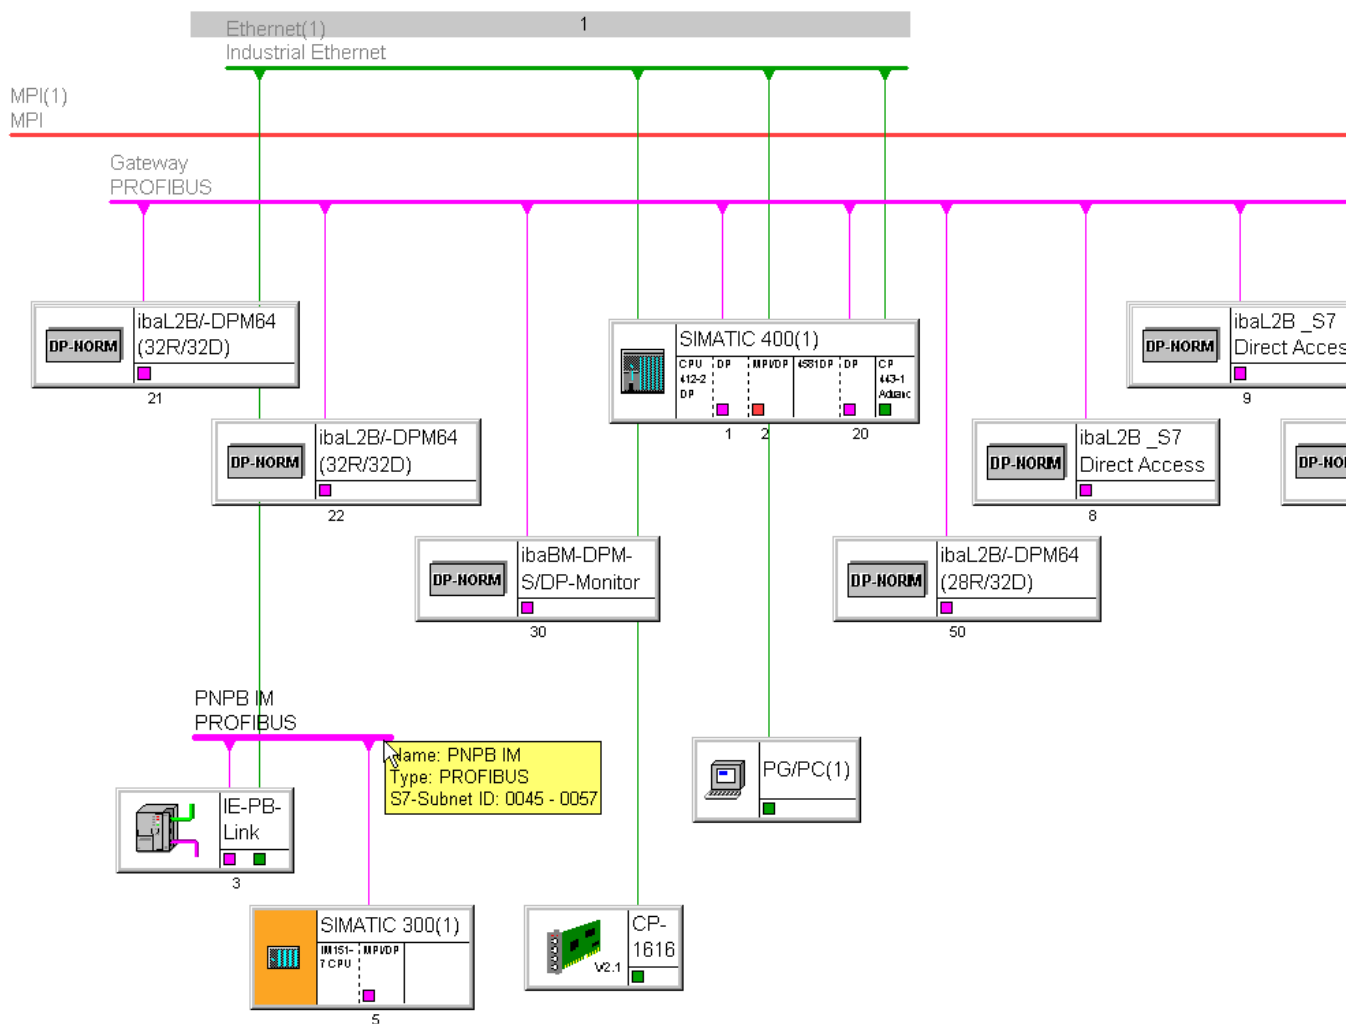 1
Ethernet(1)
Industrial Ethernet
MPI(1)
MPI
Gateway
PROFIBUS
DP-NORM
ibaL2B/-DPM64
(32R/32D)
21
DP-NORM
ibaL2B/-DPM64
(32R/32D)
22
DP-NORM
ibaBM-DPM-
S/DP-Monitor
30
SIMATIC 400(1)
CPU
412-2
DP
DP
MPI/DP
4581DP
DP
CP
443-1
1
2
20
DP-NORM
ibaL2B/-DPM64
(28R/32D)
50
DP-NORM
ibaL2B _S7
Direct Access
8
DP-NORM
ibaL2B _S7
Direct Acces
9
DP-NO
PNPB IM
PROFIBUS
Name: PNPB IM
Type: PROFIBUS
S7-Subnet ID: 0045 - 0057
IE-PB-
Link
3
SIMATIC 300(1)
IM151-
7 CPU
MPI/DP
5
V2.1
CP-
1616
PG/PC(1)